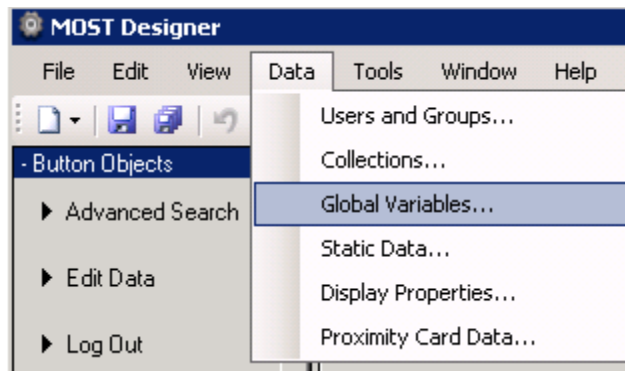 MOST Designer
File Edit View Data Tools Window Help
Users and Groups...
- Button Objects
Collections...
Advanced Search
Global Variables...
Static Data...
Edit Data
Display Properties...
Log Out
Proximity Card Data...